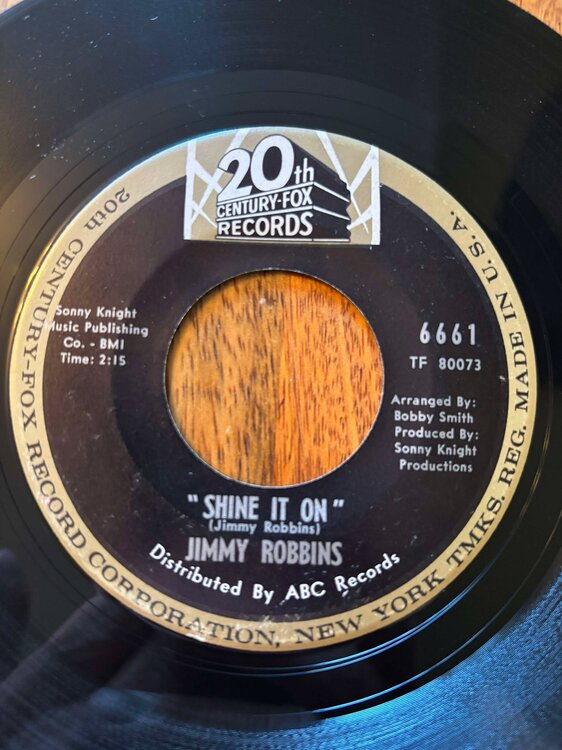 20th
CENTURY-FOX
RECORDS
Sonny Knight
Music Publishing
Co. - BMI
Time: 2:15
6661
TF 80073
Arranged By:
Bobby Smith
Produced By:
Sonny Knight
Productions
"SHINE IT ON"
(Jimmy Robbins)
JIMMY ROBBINS
Distributed By ABC Records
20th CENTURY-FOX RECORD CORPORATION, NEW YORK TMKS. REG. MADE IN U.S.A.